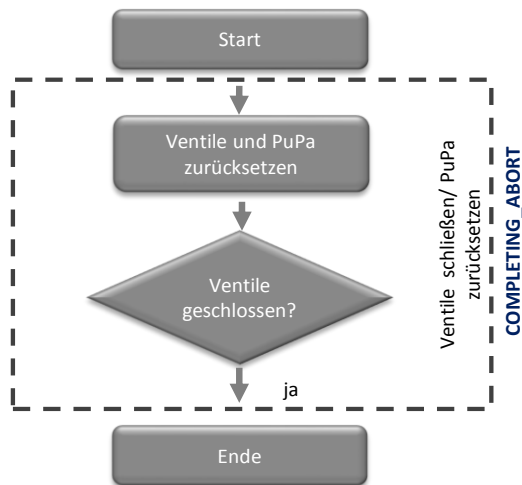 Start
Ventile und PuPa
zurücksetzen
Ventile
geschlossen?
ja
Ende
Ventile schließen/ PuPa
zurücksetzen
COMPLETING_ABORT